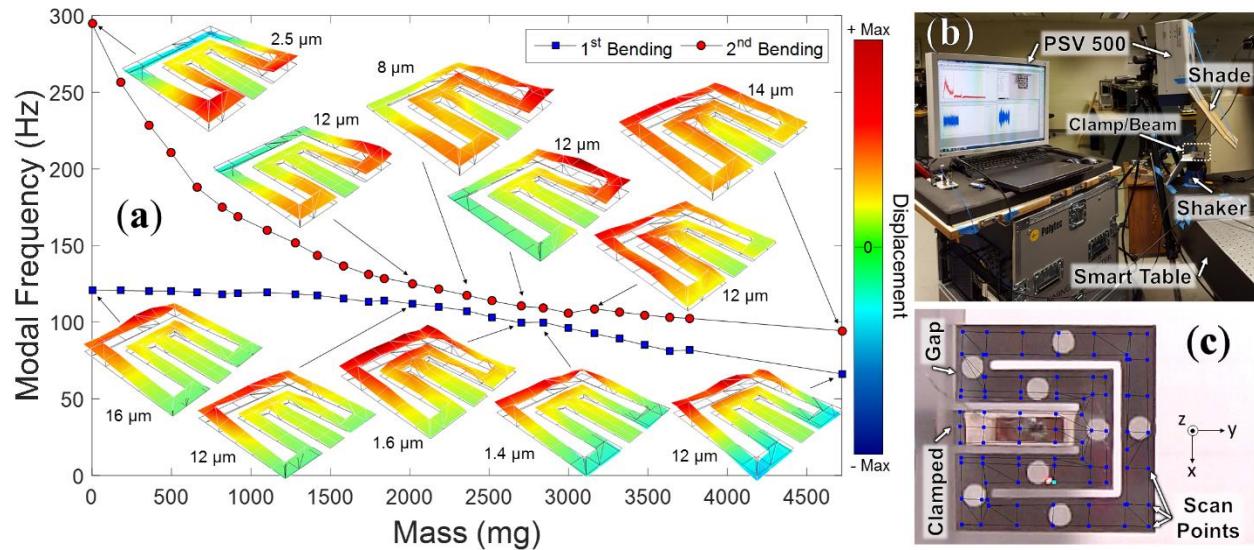 (a)
300
250
200
150
100
50
0
Modal Frequency (Hz)
1st Bending
2nd Bending
2.5 µm
8 µm
14 µm
12 µm
12 µm
12 µm
16 µm
12 µm
1.6 µm
1.4 µm
12 µm
0 500 1000 1500 2000 2500 3000 3500 4000 4500
Mass (mg)
+ Max
0
- Max
Displacement
(b)
PSV 500
Shade
Clamp/Beam
Shaker
Smart Table
Polytec
(c)
Gap
Clamped
z
y
x
Scan
Points